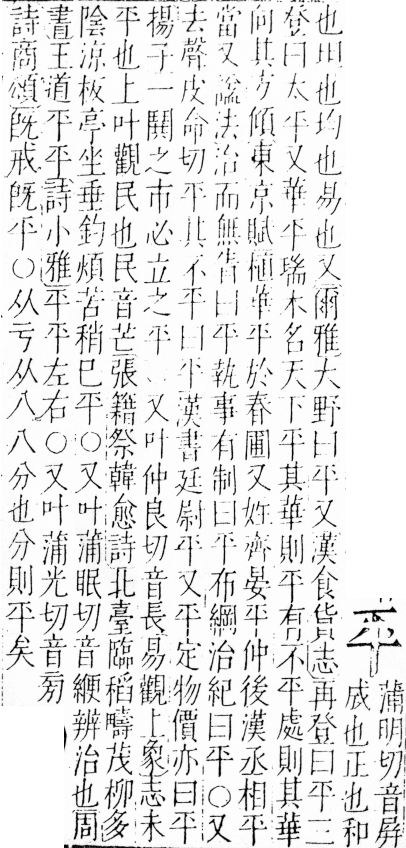 平
蒲明切音屏
成也正也和
也坦也均也易也又爾雅大野曰平又漢食貨志再登曰平三
登曰太平又華平瑞木名天下平其華則平有不平處則其華
向其方傾東京賦植華平於春圃又姓齊晏平仲後漢丞相平
當又諡法治而無眚曰平執事有制曰平布綱治紀曰平○又
去聲皮命切平其不平曰平漢書廷尉平又平定物價亦曰平
揚子一閧之市必立之平○又叶仲良切音長易觀上象志未
平也上叶觀民也民音芒張籍祭韓愈詩北臺臨稻疇茂柳多
陰涼板亭坐垂釣煩苦稍已平○又叶蒲眠切音緶辨治也周
書王道平平詩小雅平平左右○又叶蒲光切音旁
詩商頌旣戒旣平○从亏从八八分也分則平矣